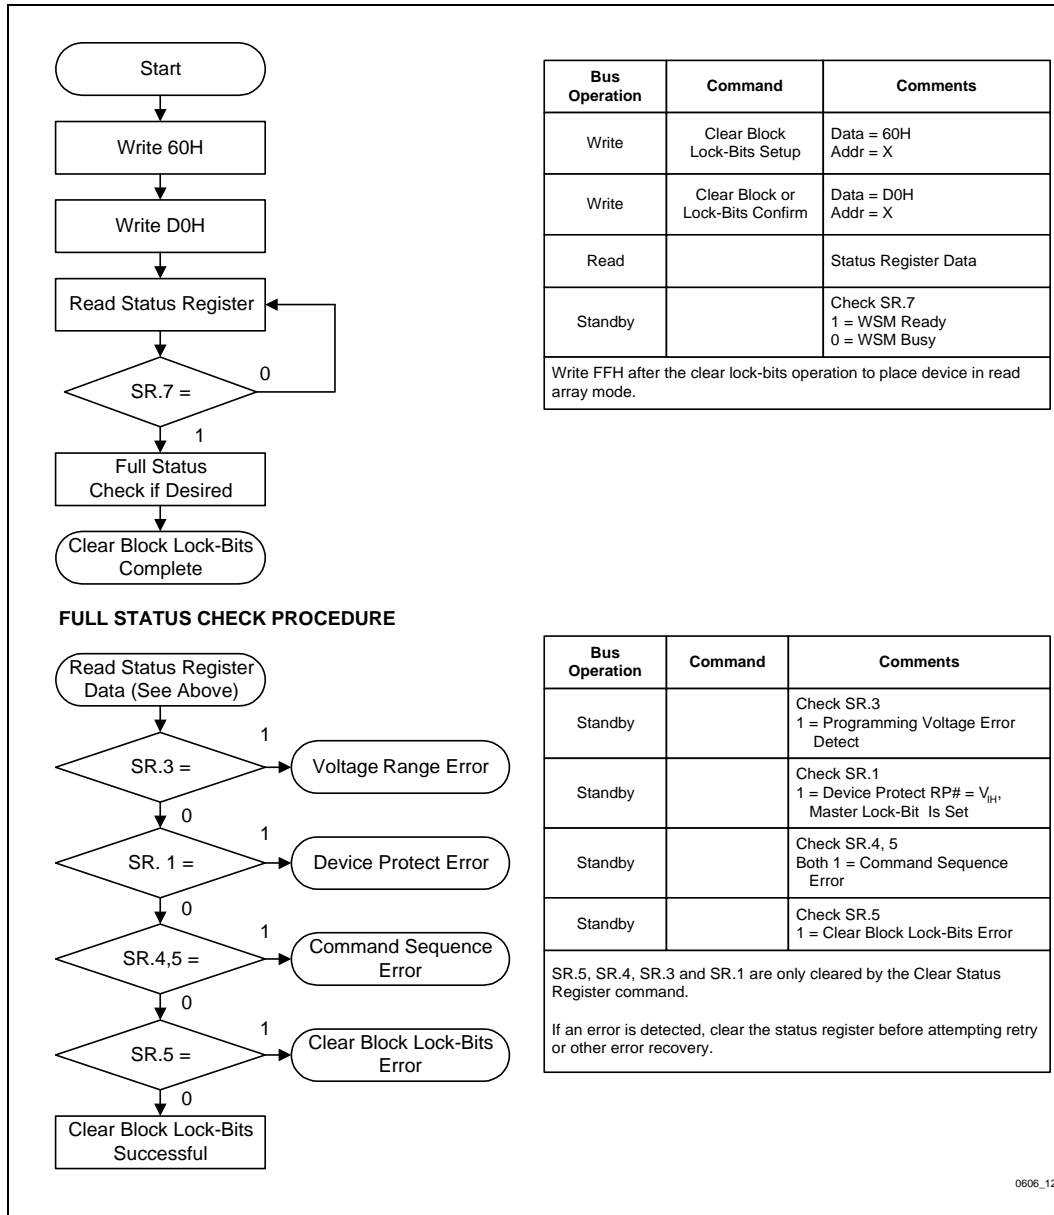 Start
Write 60H
Write D0H
Read Status Register
SR.7 =
0
1
Full Status
Check if Desired
Clear Block Lock-Bits
Complete
Bus
Operation
Command
Comments
Write
Clear Block
Lock-Bits Setup
Data = 60H
Addr = X
Write
Clear Block or
Lock-Bits Confirm
Data = D0H
Addr = X
Read
Status Register Data
Standby
Check SR.7
1 = WSM Ready
0 = WSM Busy
Write FFH after the clear lock-bits operation to place device in read
array mode.
FULL STATUS CHECK PROCEDURE
Read Status Register
Data (See Above)
SR.3 =
1
Voltage Range Error
0
SR. 1 =
1
Device Protect Error
0
SR.4,5 =
1
Command Sequence
Error
0
SR.5 =
1
Clear Block Lock-Bits
Error
0
Clear Block Lock-Bits
Successful
Bus
Operation
Command
Comments
Standby
Check SR.3
1 = Programming Voltage Error
Detect
Standby
Check SR.1
1 = Device Protect RP# = VIH,
Master Lock-Bit Is Set
Standby
Check SR.4, 5
Both 1 = Command Sequence
Error
Standby
Check SR.5
1 = Clear Block Lock-Bits Error
SR.5, SR.4, SR.3 and SR.1 are only cleared by the Clear Status
Register command.
If an error is detected, clear the status register before attempting retry
or other error recovery.
0606_12